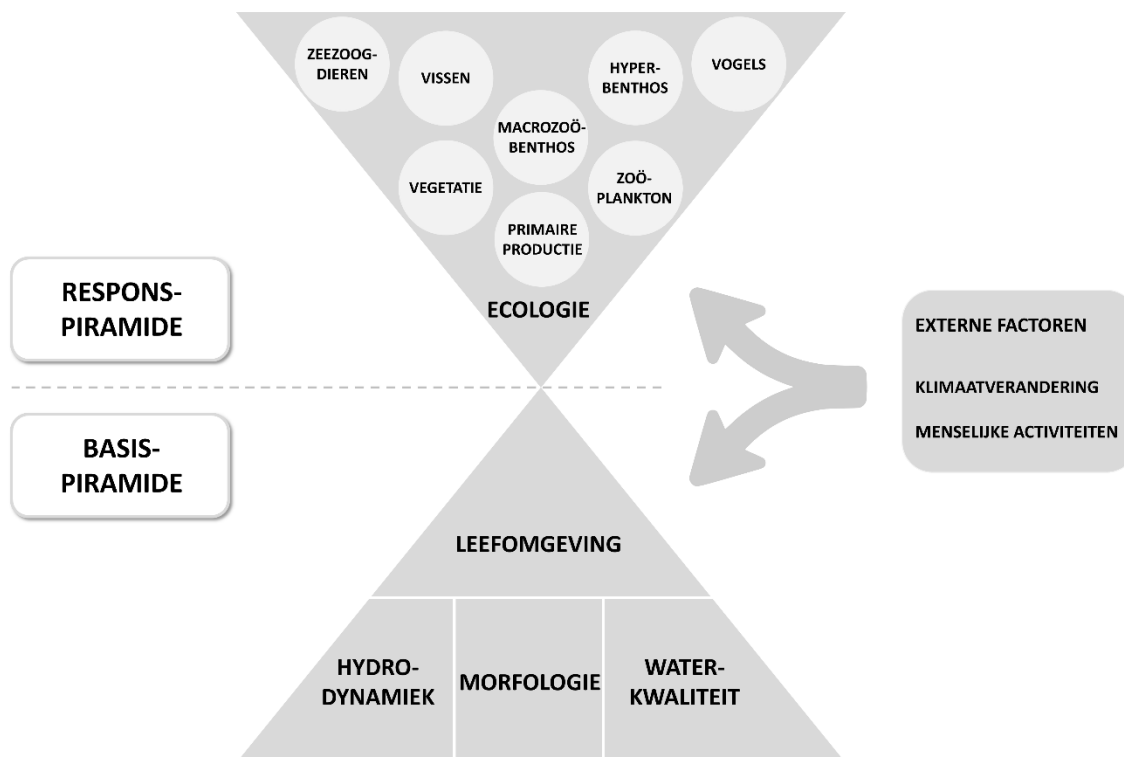 ZEEZOOG-
DIEREN
VISSEN
HYPER-
BENTHOS
VOGELS
MACROZOÖ-
BENTHOS
VEGETATIE
ZOÖ-
PLANKTON
PRIMAIRE
PRODUCTIE
ECOLOGIE
RESPONS-
PIRAMIDE
BASIS-
PIRAMIDE
EXTERNE FACTOREN
KLIMAATVERANDERING
MENSELIJKE ACTIVITEITEN
LEEFOMGEVING
HYDRO-
DYNAMIEK
MORFOLOGIE
WATER-
KWALITEIT